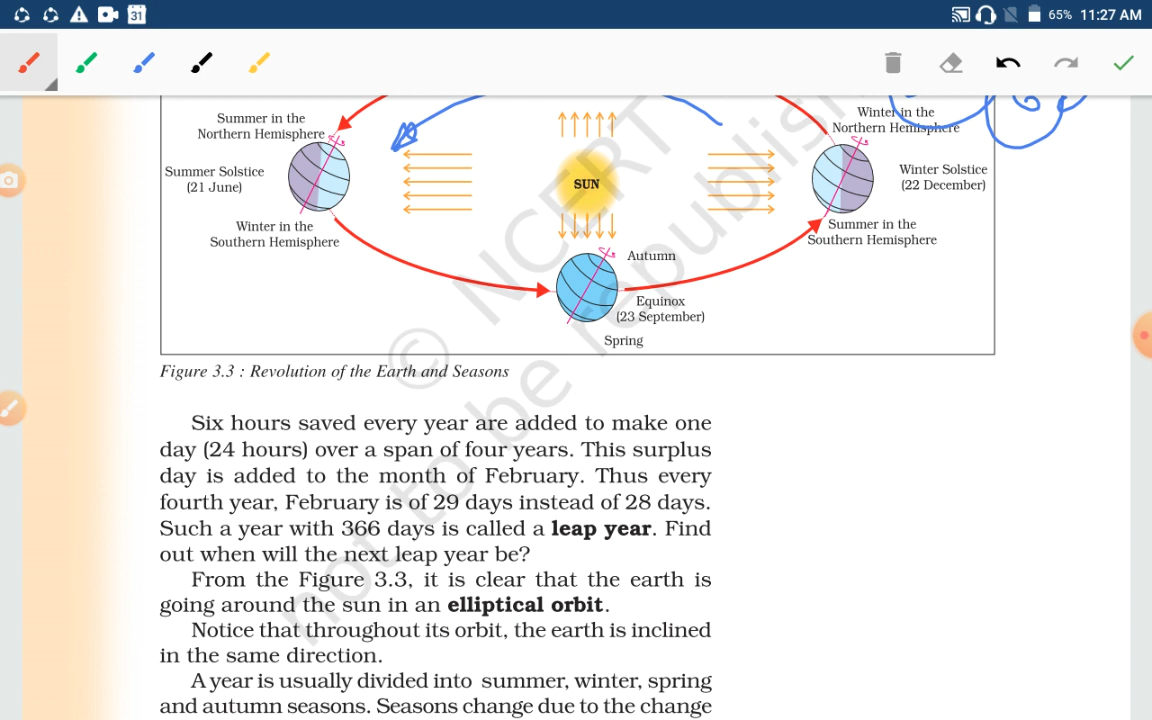 31
65% 11:27 AM
Summer in the
Northern Hemisphere
Winter in the
Northern Hemisphere
Summer Solstice
(21 June)
SUN
Winter Solstice
(22 December)
Winter in the
Southern Hemisphere
Summer in the
Southern Hemisphere
Autumn
Equinox
(23 September)
Spring
© NCERT
not to be republish
Figure 3.3 : Revolution of the Earth and Seasons
Six hours saved every year are added to make one
day (24 hours) over a span of four years. This surplus
day is added to the month of February. Thus every
fourth year, February is of 29 days instead of 28 days.
Such a year with 366 days is called a leap year. Find
out when will the next leap year be?
From the Figure 3.3, it is clear that the earth is
going around the sun in an elliptical orbit.
Notice that throughout its orbit, the earth is inclined
in the same direction.
A year is usually divided into summer, winter, spring
and autumn seasons. Seasons change due to the change